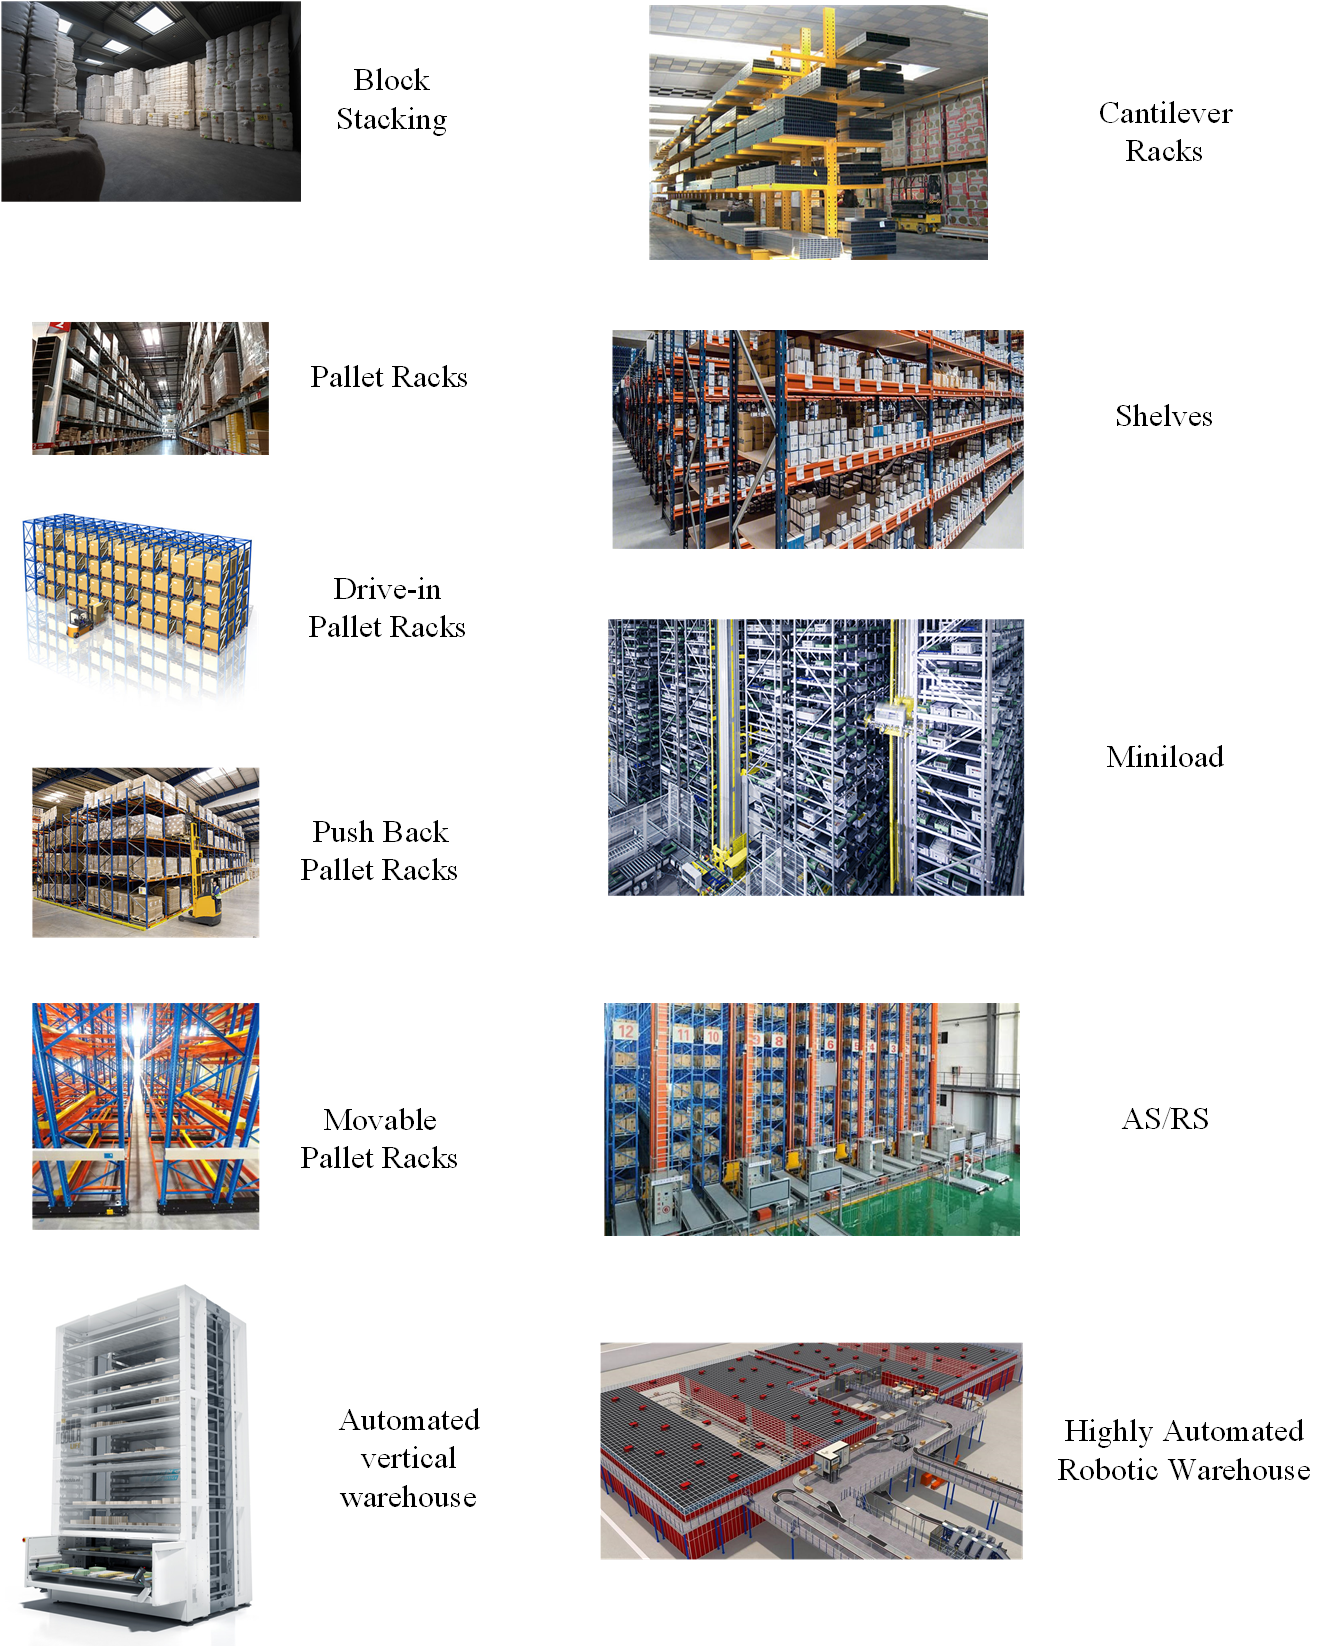 Block
Stacking
Cantilever
Racks
Pallet Racks
Shelves
Drive-in
Pallet Racks
Miniload
Push Back
Pallet Racks
Movable
Pallet Racks
12
11
10
9
8
6
5
4
3
1
AS/RS
Automated
vertical
warehouse
Highly Automated
Robotic Warehouse